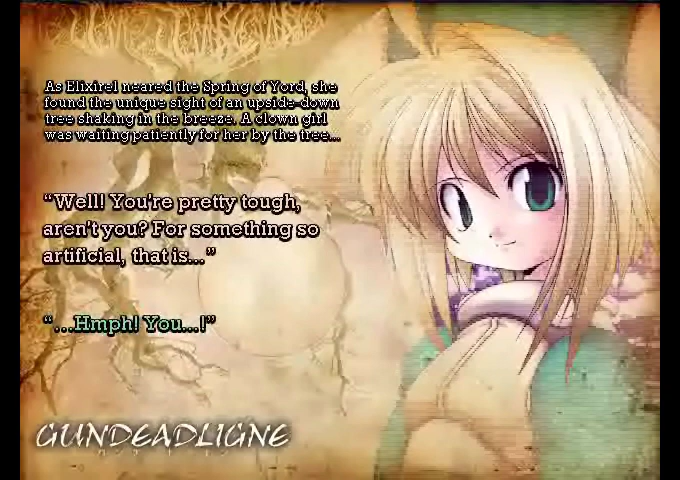 As Elixirel neared the Spring of Yord, she
found the unique sight of an upside-down
tree shaking in the breeze. A clown girl
was waiting patiently for her by the tree...
“Well! You're pretty tough,
aren't you? For something so
artificial, that is...”
“...Hmph! You...!”
GUNDEADLIGNE